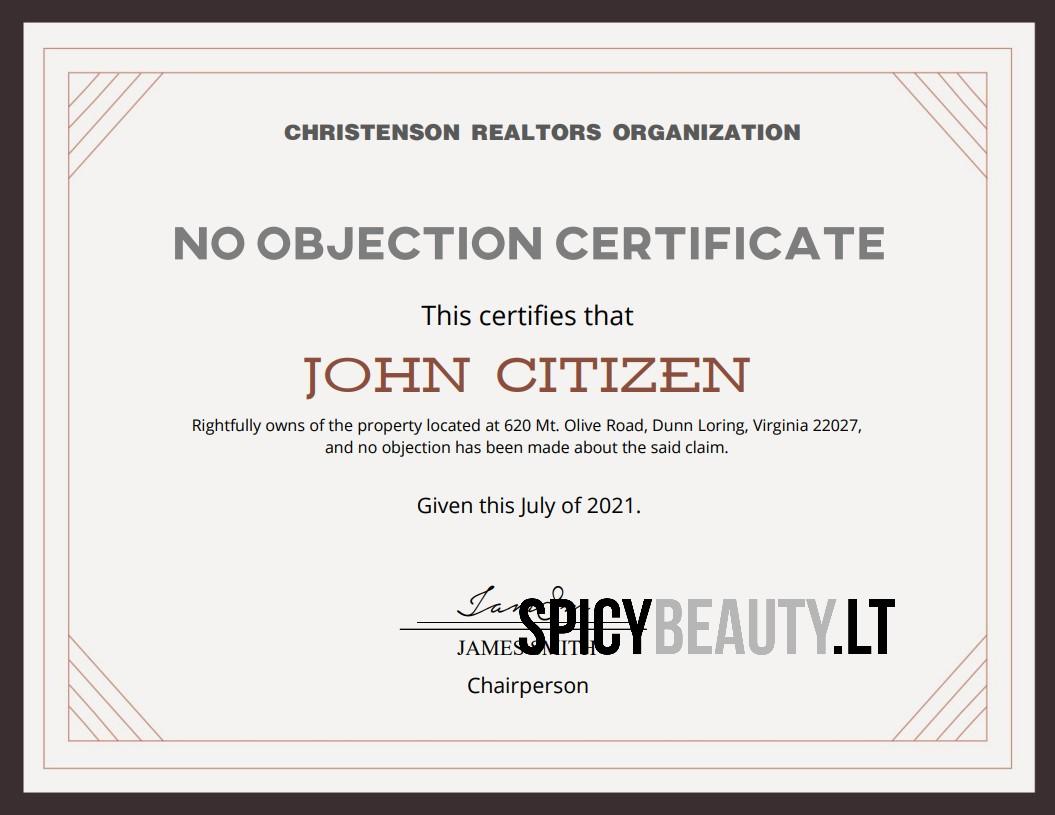 CHRISTENSON REALTORS ORGANIZATION
NO OBJECTION CERTIFICATE
This certifies that
JOHN CITIZEN
Rightfully owns of the property located at 620 Mt. Olive Road, Dunn Loring, Virginia 22027,
and no objection has been made about the said claim.
Given this July of 2021.
SPICYBEAUTY.LT
JAMES SMITH
Chairperson